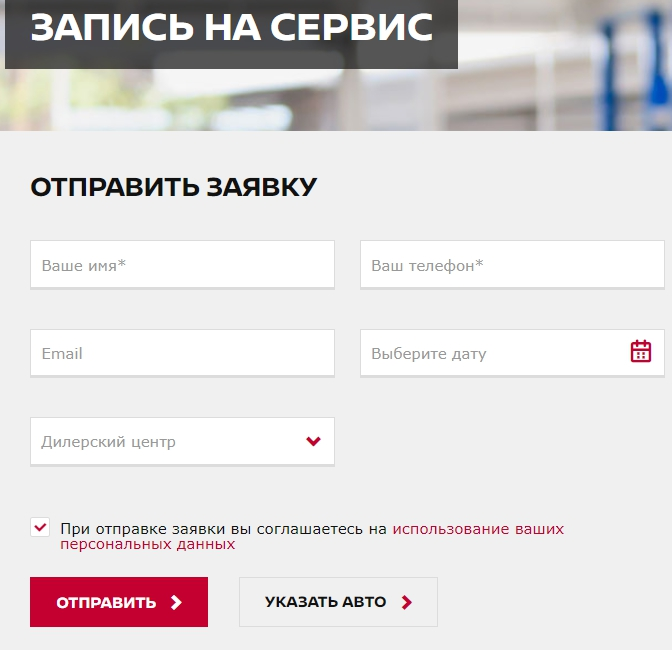 ЗАПИСЬ НА СЕРВИС
ОТПРАВИТЬ ЗАЯВКУ
Ваше имя*
Ваш телефон*
Email
Выберите дату
Дилерский центр
При отправке заявки вы соглашаетесь на использование ваших
персональных данных
ОТПРАВИТЬ
УКАЗАТЬ АВТО